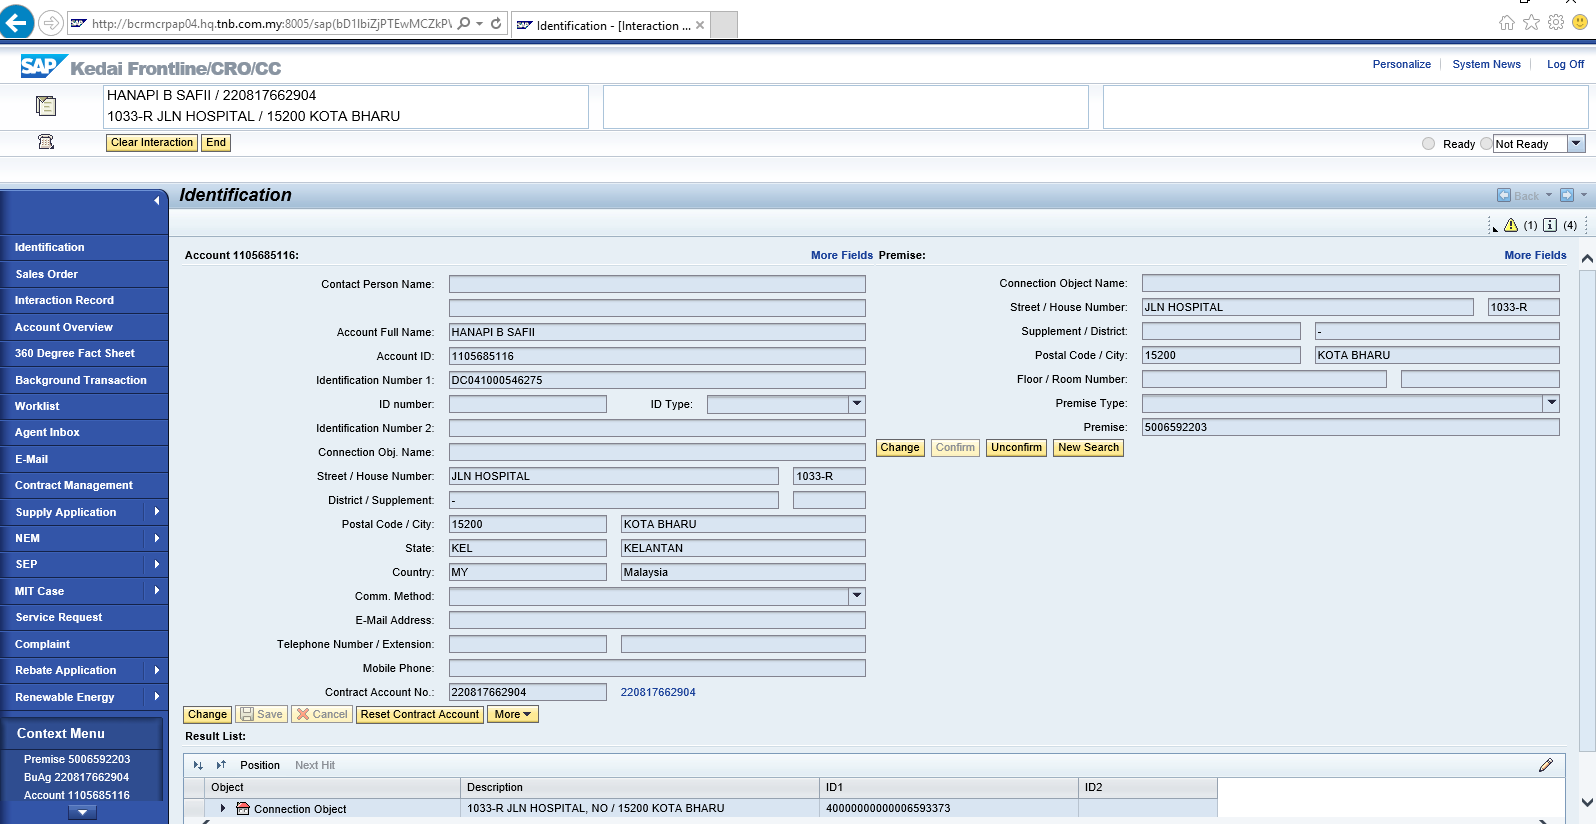 http://bcrmcrpap04.hq.tnb.com.my:8005/sap(bD1lbiZjPTEwMCZkP\
SAP Identification - [Interaction ... ×
SAP Kedai Frontline/CRO/CC
Personalize System News Log Off
HANAPI B SAFII / 220817662904
1033-R JLN HOSPITAL / 15200 KOTA BHARU
Clear Interaction End
Ready Not Ready
Identification
Back
(1) (4)
Identification
Sales Order
Interaction Record
Account Overview
360 Degree Fact Sheet
Background Transaction
Worklist
Agent Inbox
E-Mail
Contract Management
Supply Application
NEM
SEP
MIT Case
Service Request
Complaint
Rebate Application
Renewable Energy
Context Menu
Premise 5006592203
BuAg 220817662904
Account 1105685116
Account 1105685116: More Fields
Contact Person Name:
Account Full Name: HANAPI B SAFII
Account ID: 1105685116
Identification Number 1: DC041000546275
ID number: ID Type:
Identification Number 2:
Connection Obj. Name:
Street / House Number: JLN HOSPITAL 1033-R
District / Supplement: -
Postal Code / City: 15200 KOTA BHARU
State: KEL KELANTAN
Country: MY Malaysia
Comm. Method:
E-Mail Address:
Telephone Number / Extension:
Mobile Phone:
Contract Account No.: 220817662904 220817662904
Change Save Cancel Reset Contract Account More
Premise: More Fields
Connection Object Name:
Street / House Number: JLN HOSPITAL 1033-R
Supplement / District: -
Postal Code / City: 15200 KOTA BHARU
Floor / Room Number:
Premise Type:
Premise: 5006592203
Change Confirm Unconfirm New Search
Result List:
Position Next Hit
Object Description ID1 ID2
Connection Object 1033-R JLN HOSPITAL, NO / 15200 KOTA BHARU 40000000000006593373